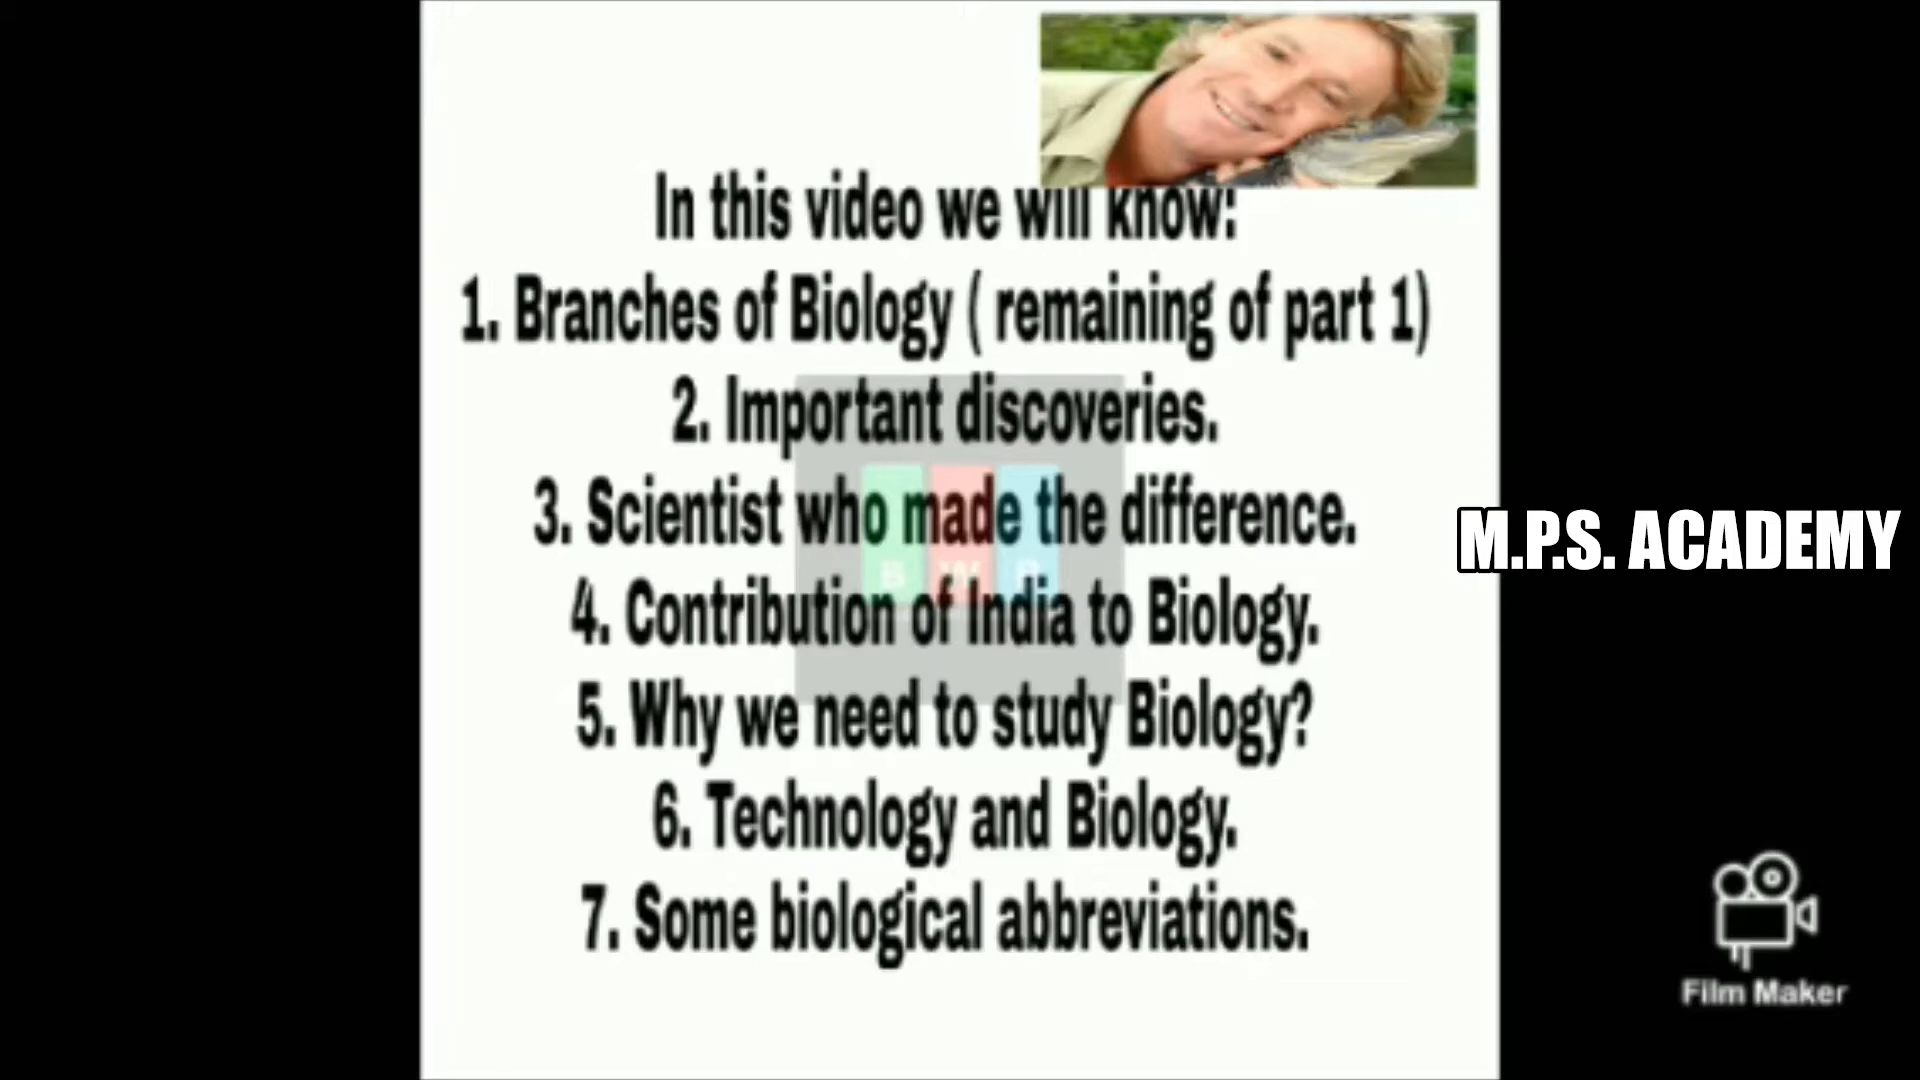 In this video we will know:
1. Branches of Biology ( remaining of part 1)
2. Important discoveries.
3. Scientist who made the difference.
4. Contribution of India to Biology.
5. Why we need to study Biology?
6. Technology and Biology.
7. Some biological abbreviations.
B W R
M.P.S. ACADEMY
Film Maker